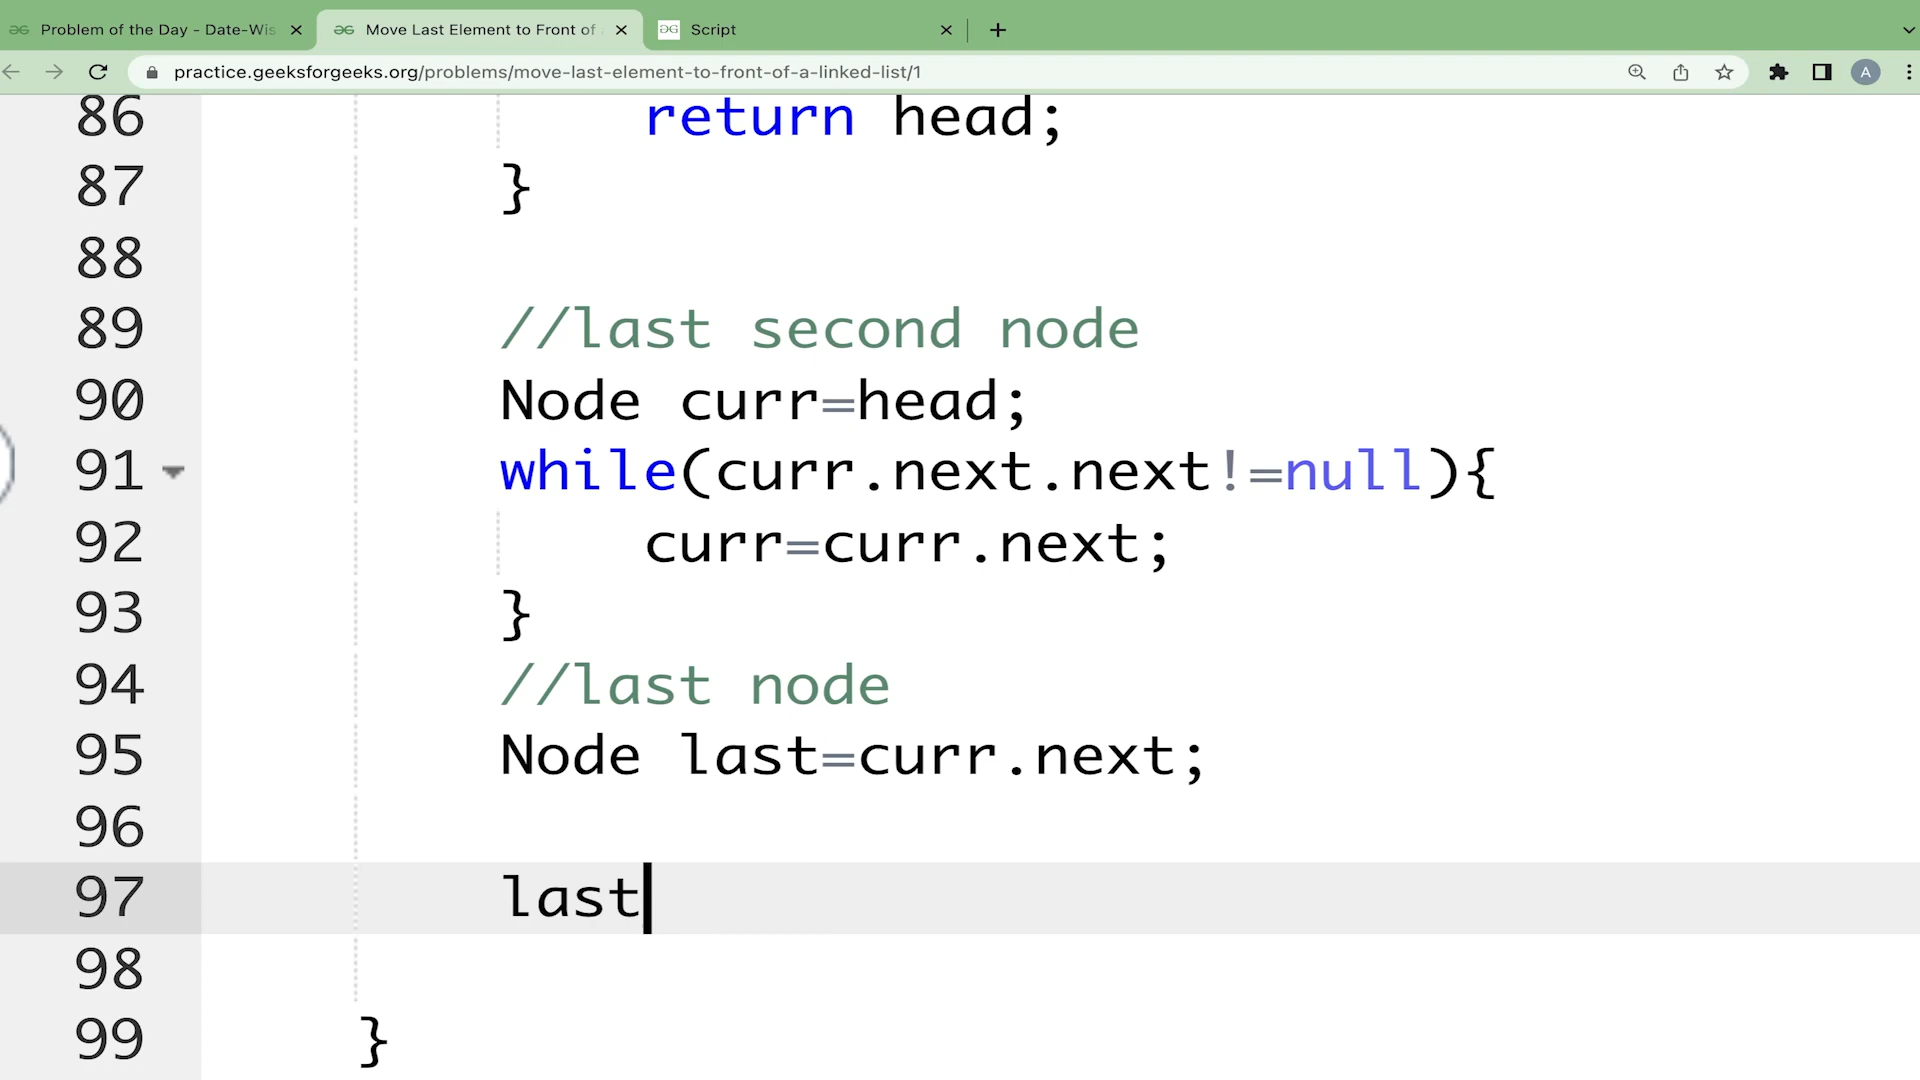 Problem of the Day - Date-Wis
Move Last Element to Front of
Script
practice.geeksforgeeks.org/problems/move-last-element-to-front-of-a-linked-list/1
A
86 return head;
87 }
88
89 //last second node
90 Node curr=head;
91 while(curr.next.next!=null){
92 curr=curr.next;
93 }
94 //last node
95 Node last=curr.next;
96
97 last
98
99 }